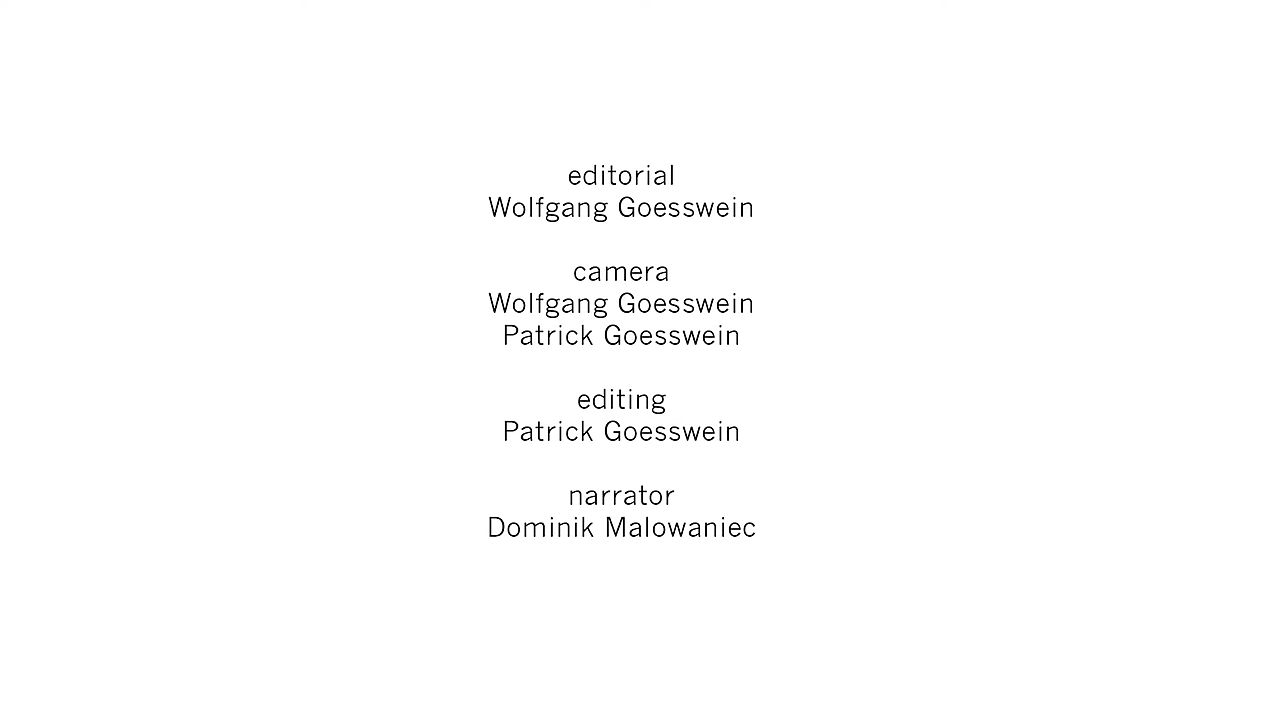 editorial
Wolfgang Goesswein
camera
Wolfgang Goesswein
Patrick Goesswein
editing
Patrick Goesswein
narrator
Dominik Malowaniec